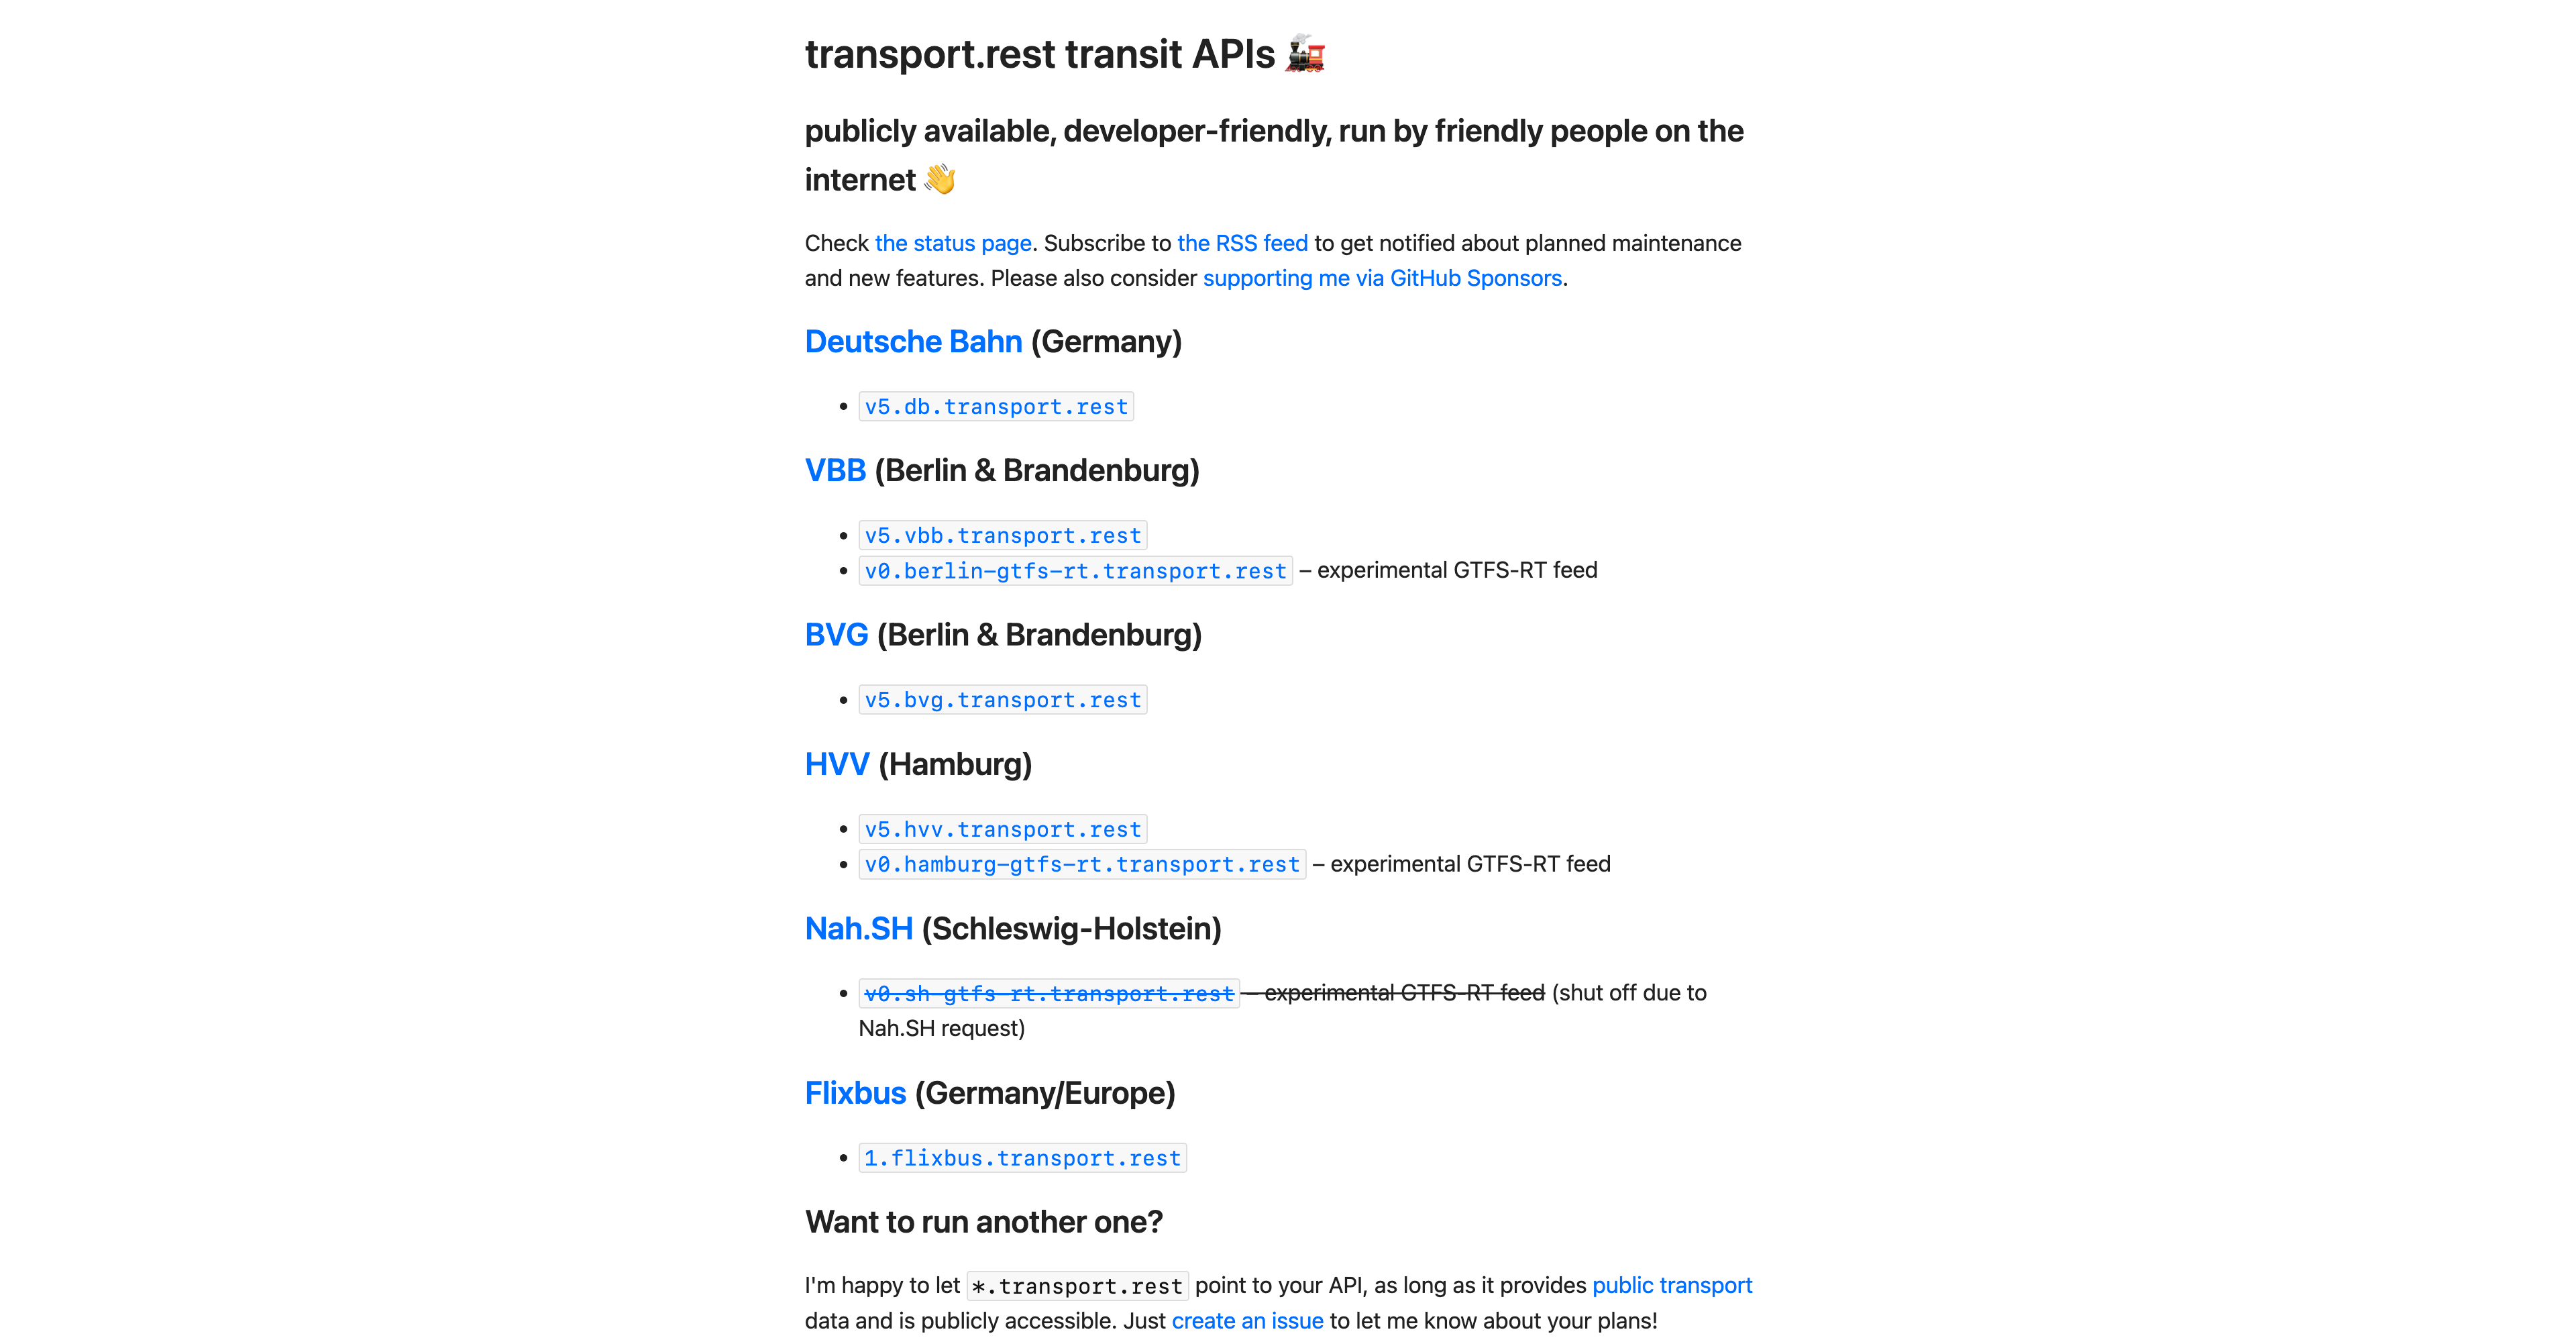 transport.rest transit APIs 🚂
publicly available, developer-friendly, run by friendly people on the
internet 👋
Check the status page. Subscribe to the RSS feed to get notified about planned maintenance
and new features. Please also consider supporting me via GitHub Sponsors.
Deutsche Bahn (Germany)
• v5.db.transport.rest
VBB (Berlin & Brandenburg)
• v5.vbb.transport.rest
• v0.berlin-gtfs-rt.transport.rest – experimental GTFS-RT feed
BVG (Berlin & Brandenburg)
• v5.bvg.transport.rest
HVV (Hamburg)
• v5.hvv.transport.rest
• v0.hamburg-gtfs-rt.transport.rest – experimental GTFS-RT feed
Nah.SH (Schleswig-Holstein)
• v0.sh-gtfs-rt.transport.rest – experimental GTFS-RT feed (shut off due to
Nah.SH request)
Flixbus (Germany/Europe)
• 1.flixbus.transport.rest
Want to run another one?
I'm happy to let *.transport.rest point to your API, as long as it provides public transport
data and is publicly accessible. Just create an issue to let me know about your plans!